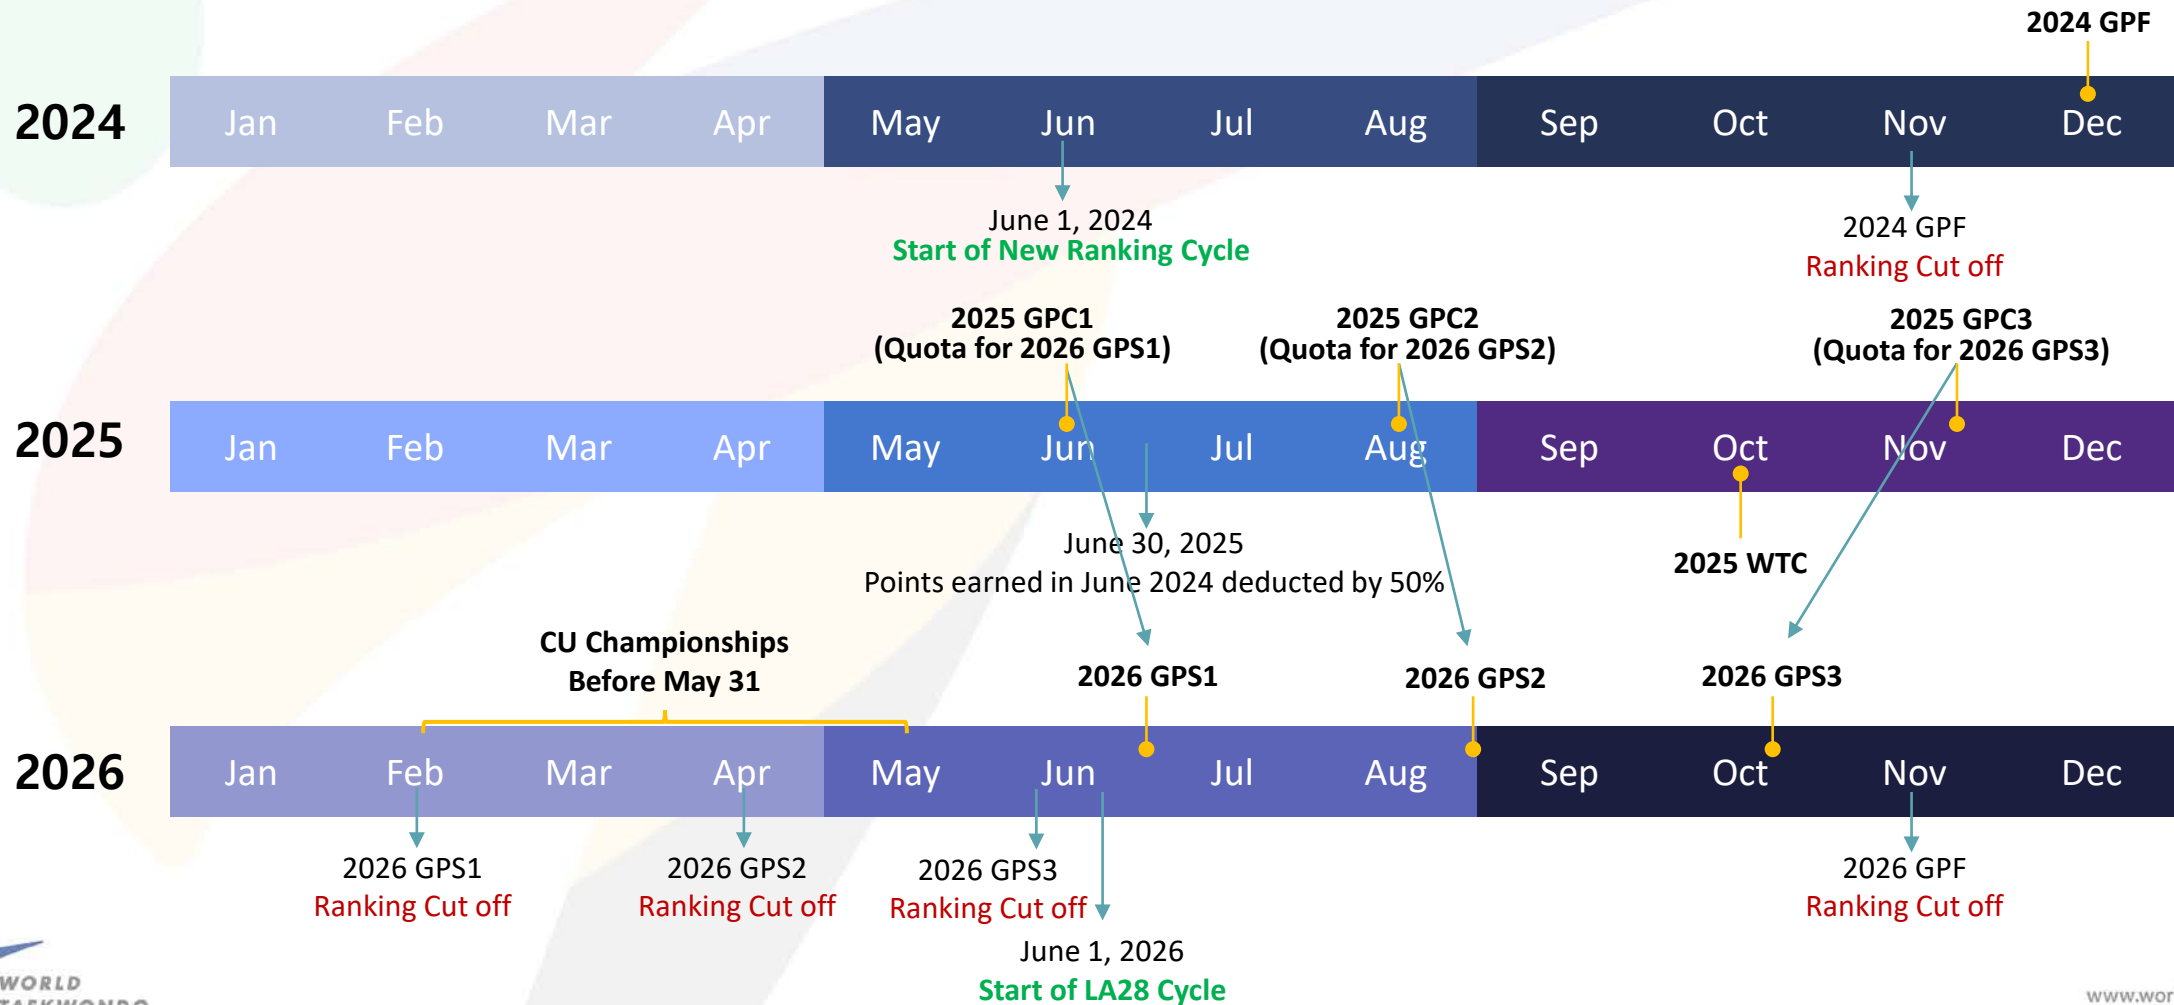 2024 GPF
2024
Jan Feb Mar Apr May Jun Jul Aug Sep Oct Nov Dec
June 1, 2024
Start of New Ranking Cycle
2024 GPF
Ranking Cut off
2025 GPC1
(Quota for 2026 GPS1)
2025 GPC2
(Quota for 2026 GPS2)
2025 GPC3
(Quota for 2026 GPS3)
2025
Jan Feb Mar Apr May Jun Jul Aug Sep Oct Nov Dec
June 30, 2025
Points earned in June 2024 deducted by 50%
2025 WTC
CU Championships
Before May 31
2026 GPS1
2026 GPS2
2026 GPS3
2026
Jan Feb Mar Apr May Jun Jul Aug Sep Oct Nov Dec
2026 GPS1
Ranking Cut off
2026 GPS2
Ranking Cut off
2026 GPS3
Ranking Cut off
2026 GPF
Ranking Cut off
June 1, 2026
Start of LA28 Cycle
WORLD
TAEKWONDO
www.wor